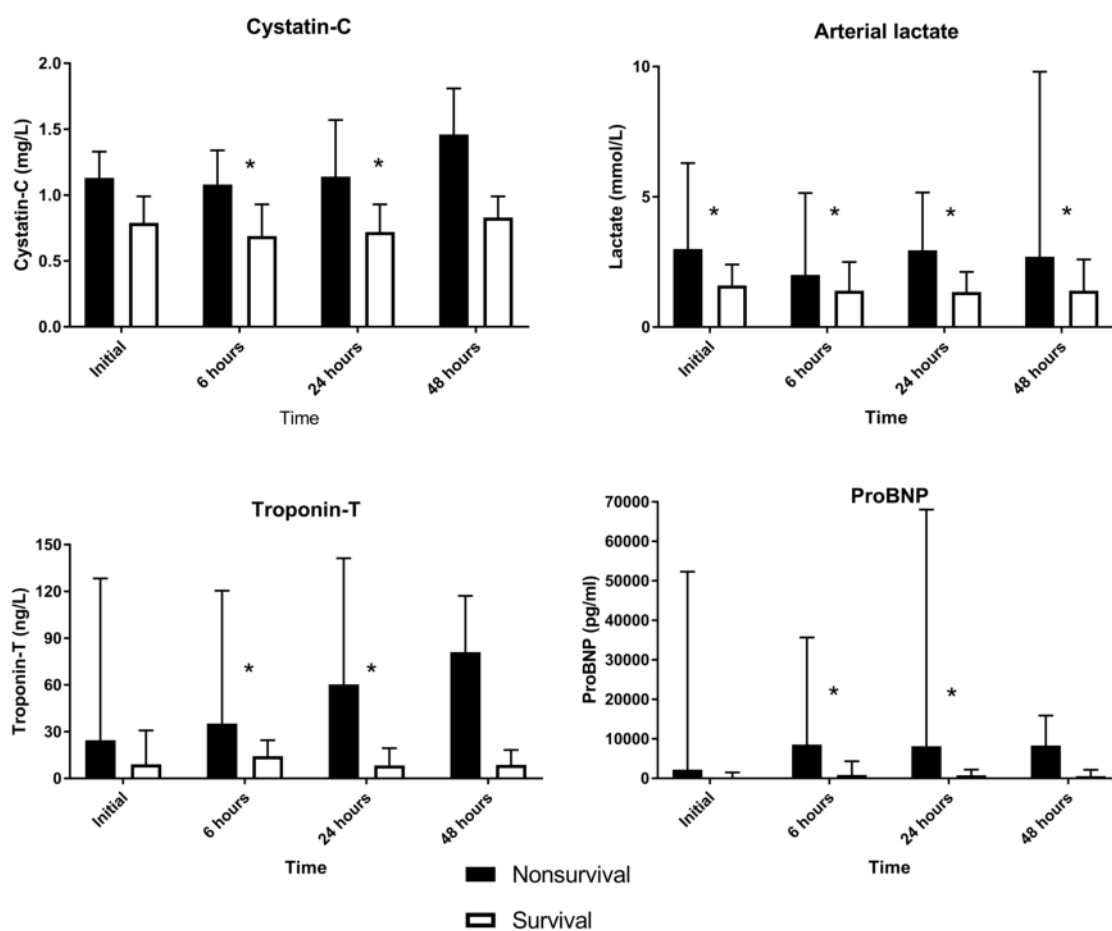 Cystatin-C
Cystatin-C (mg/L)
2.0
1.5
1.0
0.5
0.0
*
*
Initial
6 hours
24 hours
48 hours
Time
Arterial lactate
Lactate (mmol/L)
10
5
0
*
*
*
*
Initial
6 hours
24 hours
48 hours
Time
Troponin-T
Troponin-T (ng/L)
150
120
90
60
30
0
*
*
Initial
6 hours
24 hours
48 hours
Time
ProBNP
ProBNP (pg/ml)
70000
60000
50000
40000
30000
20000
10000
0
*
*
Initial
6 hours
24 hours
48 hours
Time
Nonsurvival
Survival